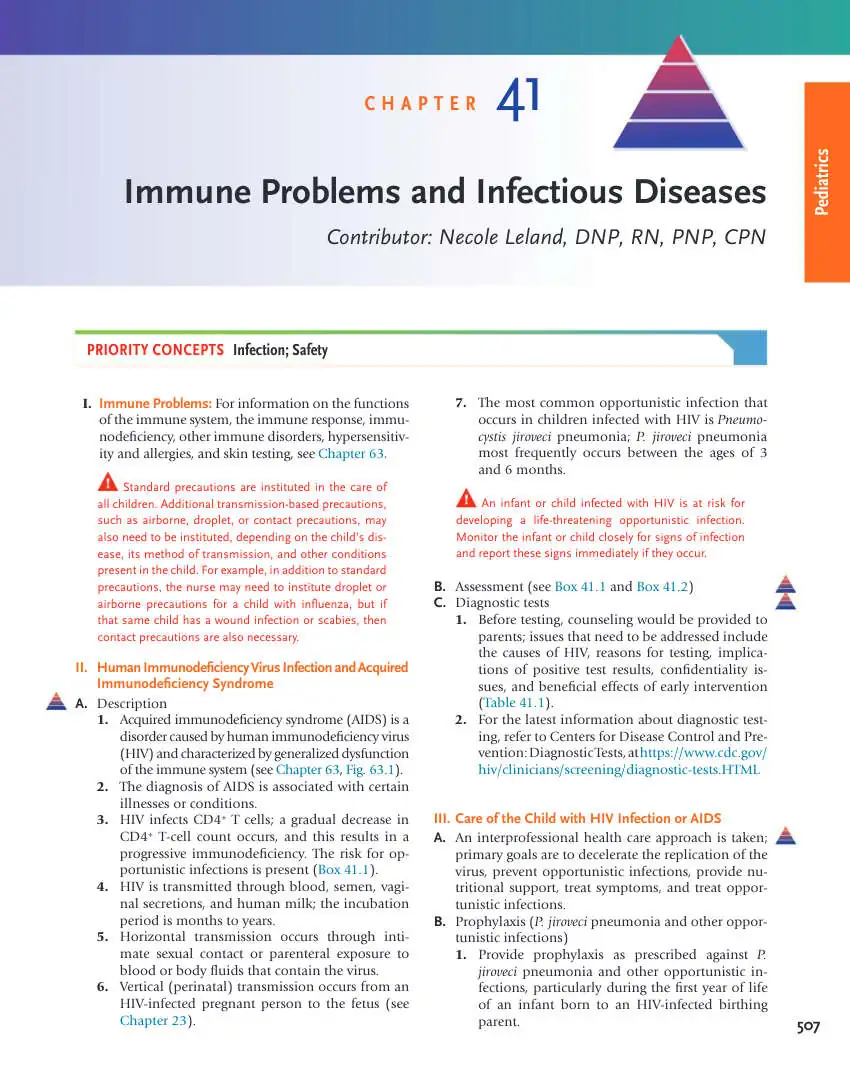 CHAPTER 41
Pediatrics
Immune Problems and Infectious Diseases
Contributor: Necole Leland, DNP, RN, PNP, CPN
PRIORITY CONCEPTS Infection; Safety
I. Immune Problems: For information on the functions
of the immune system, the immune response, immu-
nodeficiency, other immune disorders, hypersensitiv-
ity and allergies, and skin testing, see Chapter 63.
Standard precautions are instituted in the care of
all children. Additional transmission-based precautions,
such as airborne, droplet, or contact precautions, may
also need to be instituted, depending on the child's dis-
ease, its method of transmission, and other conditions
present in the child. For example, in addition to standard
precautions, the nurse may need to institute droplet or
airborne precautions for a child with influenza, but if
that same child has a wound infection or scabies, then
contact precautions are also necessary.
II. Human Immunodeficiency Virus Infection and Acquired
Immunodeficiency Syndrome
A. Description
1. Acquired immunodeficiency syndrome (AIDS) is a
disorder caused by human immunodeficiency virus
(HIV) and characterized by generalized dysfunction
of the immune system (see Chapter 63, Fig. 63.1).
2. The diagnosis of AIDS is associated with certain
illnesses or conditions.
3. HIV infects CD4+ T cells; a gradual decrease in
CD4+ T-cell count occurs, and this results in a
progressive immunodeficiency. The risk for op-
portunistic infections is present (Box 41.1).
4. HIV is transmitted through blood, semen, vagi-
nal secretions, and human milk; the incubation
period is months to years.
5. Horizontal transmission occurs through inti-
mate sexual contact or parenteral exposure to
blood or body fluids that contain the virus.
6. Vertical (perinatal) transmission occurs from an
HIV-infected pregnant person to the fetus (see
Chapter 23).
7. The most common opportunistic infection that
occurs in children infected with HIV is Pneumo-
cystis jiroveci pneumonia; P. jiroveci pneumonia
most frequently occurs between the ages of 3
and 6 months.
An infant or child infected with HIV is at risk for
developing a life-threatening opportunistic infection.
Monitor the infant or child closely for signs of infection
and report these signs immediately if they occur.
B. Assessment (see Box 41.1 and Box 41.2)
C. Diagnostic tests
1. Before testing, counseling would be provided to
parents; issues that need to be addressed include
the causes of HIV, reasons for testing, implica-
tions of positive test results, confidentiality is-
sues, and beneficial effects of early intervention
(Table 41.1).
2. For the latest information about diagnostic test-
ing, refer to Centers for Disease Control and Pre-
vention: Diagnostic Tests, at https://www.cdc.gov/
hiv/clinicians/screening/diagnostic-tests.HTML
III. Care of the Child with HIV Infection or AIDS
A. An interprofessional health care approach is taken;
primary goals are to decelerate the replication of the
virus, prevent opportunistic infections, provide nu-
tritional support, treat symptoms, and treat oppor-
tunistic infections.
B. Prophylaxis (P. jiroveci pneumonia and other oppor-
tunistic infections)
1. Provide prophylaxis as prescribed against P.
jiroveci pneumonia and other opportunistic in-
fections, particularly during the first year of life
of an infant born to an HIV-infected birthing
parent.
507